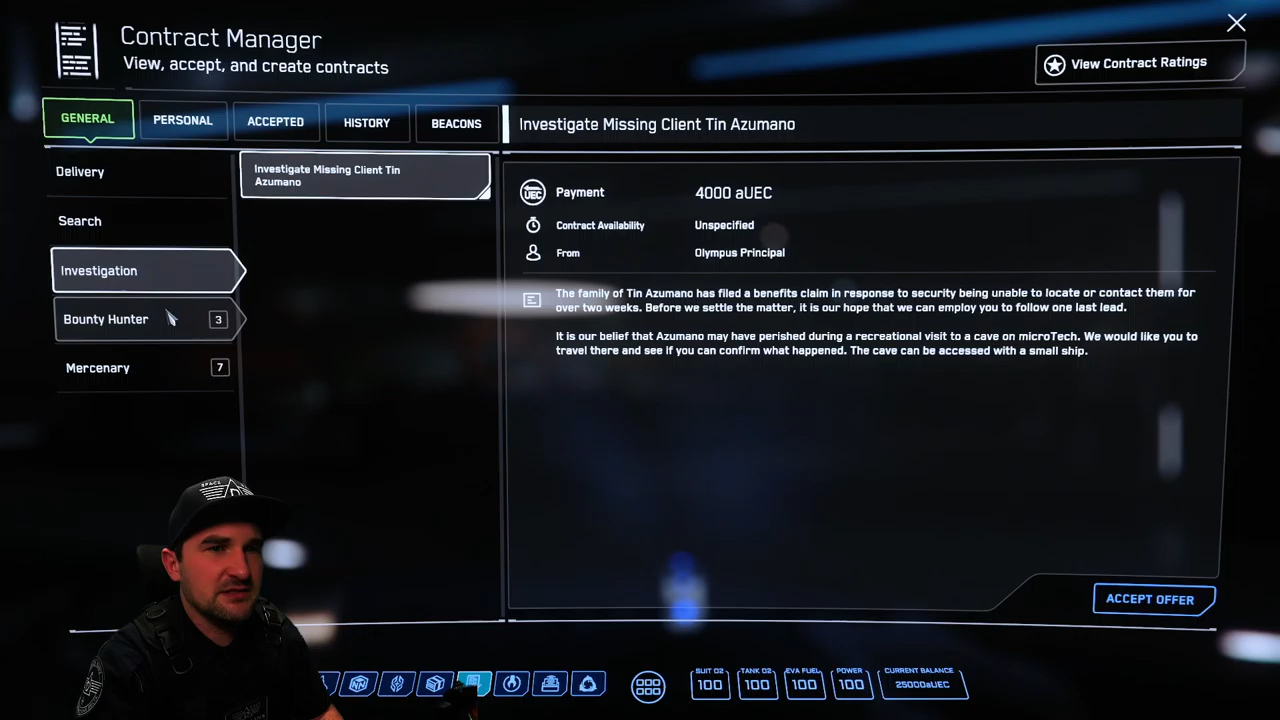 Contract Manager
View, accept, and create contracts
View Contract Ratings
GENERAL
PERSONAL
ACCEPTED
HISTORY
BEACONS
Delivery
Search
Investigation
Bounty Hunter
3
Mercenary
7
Investigate Missing Client Tin
Azumano
Investigate Missing Client Tin Azumano
UEC
Payment
4000 aUEC
Contract Availability
Unspecified
From
Olympus Principal
The family of Tin Azumano has filed a benefits claim in response to security being unable to locate or contact them for
over two weeks. Before we settle the matter, it is our hope that we can employ you to follow one last lead.
It is our belief that Azumano may have perished during a recreational visit to a cave on microTech. We would like you to
travel there and see if you can confirm what happened. The cave can be accessed with a small ship.
ACCEPT OFFER
SUIT O2
100
TANK O2
100
EVA FUEL
100
POWER
100
CURRENT BALANCE
25000aUEC